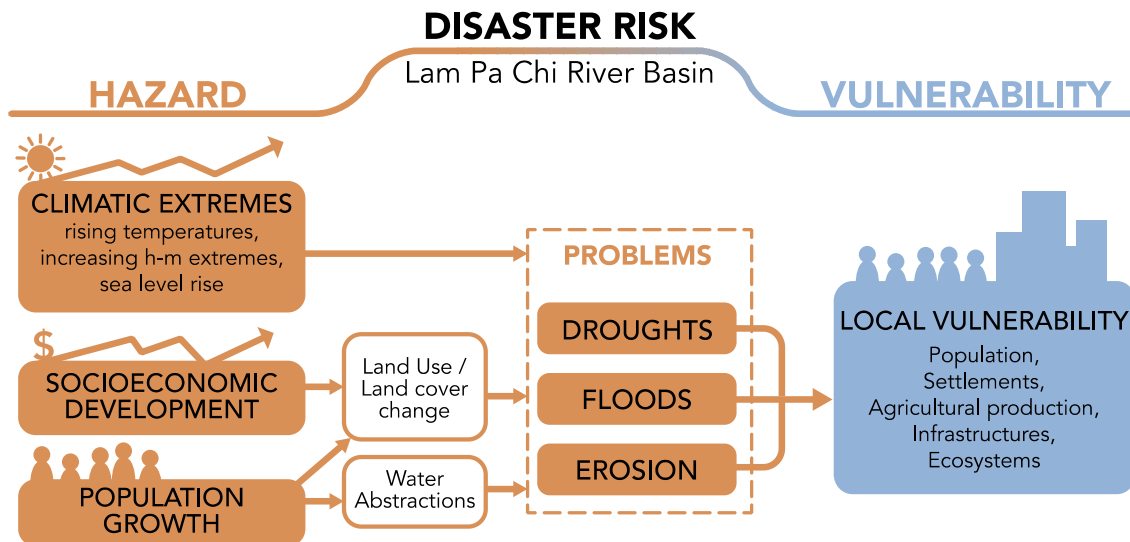 DISASTER RISK
Lam Pa Chi River Basin
HAZARD
VULNERABILITY
CLIMATIC EXTREMES
rising temperatures,
increasing h-m extremes,
sea level rise
$
SOCIOECONOMIC
DEVELOPMENT
POPULATION
GROWTH
Land Use /
Land cover
change
Water
Abstractions
PROBLEMS
DROUGHTS
FLOODS
EROSION
LOCAL VULNERABILITY
Population,
Settlements,
Agricultural production,
Infrastructures,
Ecosystems